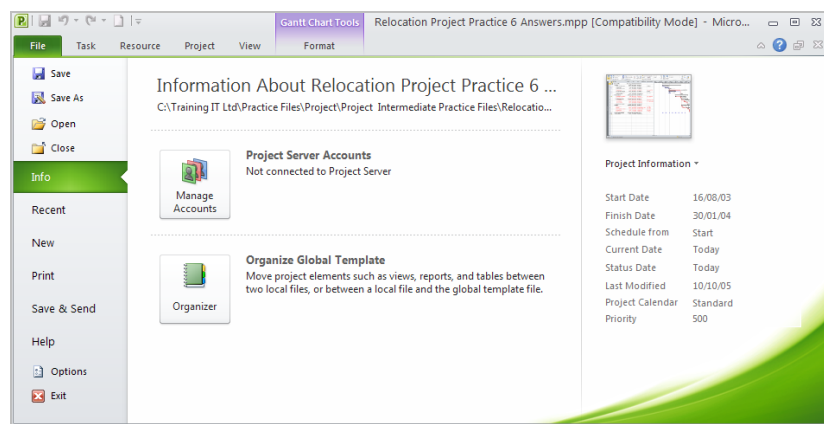 Gantt Chart Tools
Relocation Project Practice 6 Answers.mpp [Compatibility Mode] - Micro...
File Task Resource Project View Format
Save
Save As
Open
Close
Info
Recent
New
Print
Save & Send
Help
Options
Exit
Information About Relocation Project Practice 6 ...
C:\Training IT Ltd\Practice Files\Project\Project Intermediate Practice Files\Relocatio...
Manage
Accounts
Project Server Accounts
Not connected to Project Server
Organizer
Organize Global Template
Move project elements such as views, reports, and tables between
two local files, or between a local file and the global template file.
Project Information
Start Date 16/08/03
Finish Date 30/01/04
Schedule from Start
Current Date Today
Status Date Today
Last Modified 10/10/05
Project Calendar Standard
Priority 500